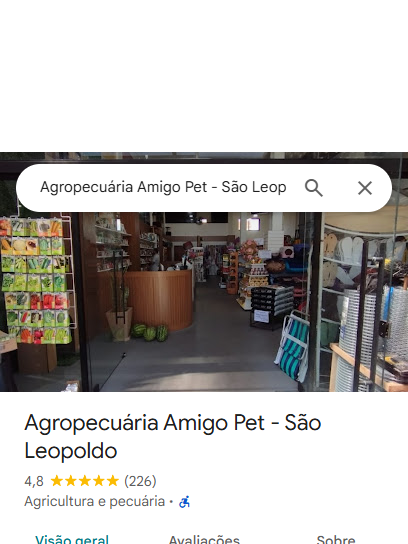 Agropecuária Amigo Pet - São Leop
Agropecuária Amigo Pet - São
Leopoldo
4,8 (226)
Agricultura e pecuária ·
Visão geral Avaliações Sobre